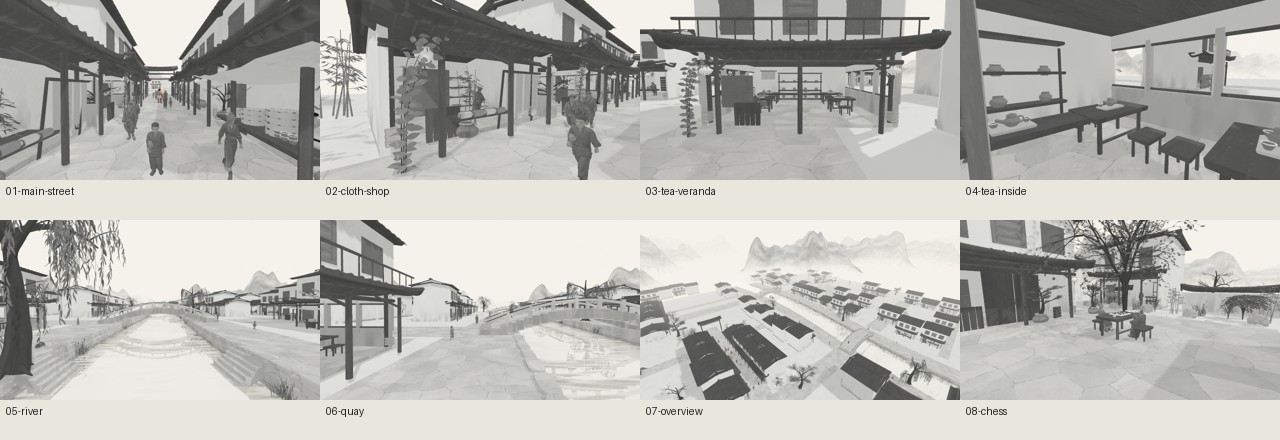 01-main-street
02-cloth-shop
03-tea-veranda
04-tea-inside
05-river
06-quay
07-overview
08-chess